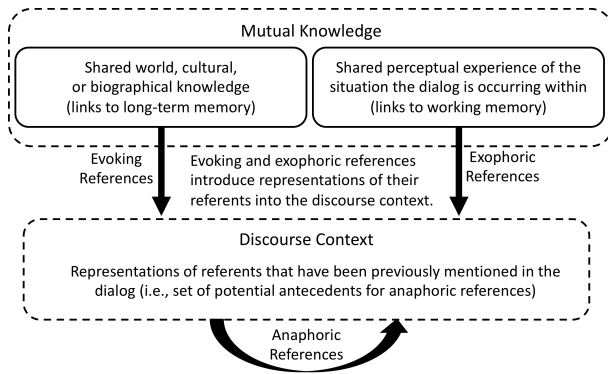 Mutual Knowledge
Shared world, cultural,
or biographical knowledge
(links to long-term memory)
Shared perceptual experience of the
situation the dialog is occurring within
(links to working memory)
Evoking
References
Evoking and exophoric references
introduce representations of their
referents into the discourse context.
Exophoric
References
Discourse Context
Representations of referents that have been previously mentioned in the
dialog (i.e., set of potential antecedents for anaphoric references)
Anaphoric
References